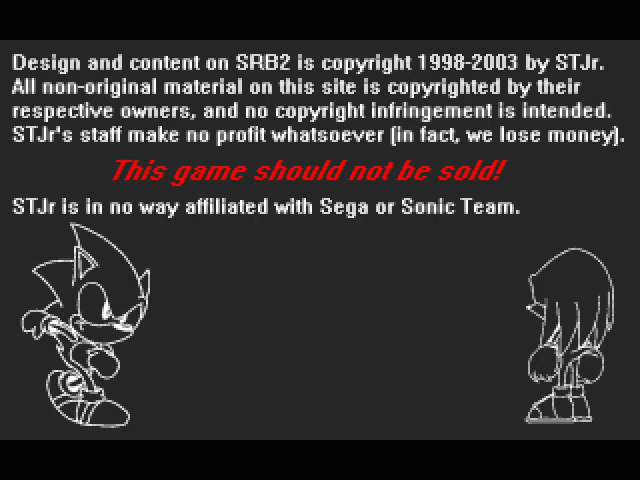 Design and content on SRB2 is copyright 1998-2003 by STJr.
All non-original material on this site is copyrighted by their
respective owners, and no copyright infringement is intended.
STJr's staff make no profit whatsoever (in fact, we lose money).
This game should not be sold!
STJr is in no way affiliated with Sega or Sonic Team.